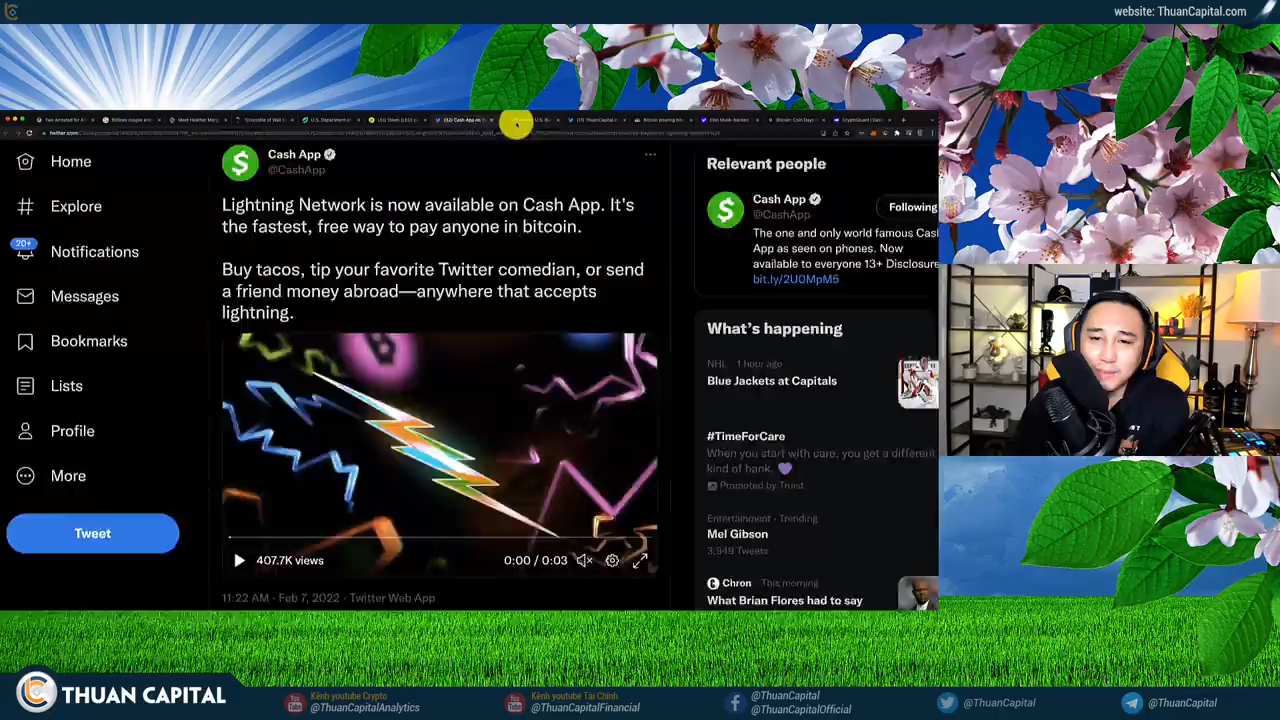 website: ThuanCapital.com
twitter.com
Home
Explore
20+
Notifications
Messages
Bookmarks
Lists
Profile
More
Tweet
Cash App
@CashApp
Lightning Network is now available on Cash App. It's
the fastest, free way to pay anyone in bitcoin.
Buy tacos, tip your favorite Twitter comedian, or send
a friend money abroad—anywhere that accepts
lightning.
407.7K views
0:00 / 0:03
11:22 AM · Feb 7, 2022 · Twitter Web App
Relevant people
Cash App
@CashApp
Following
The one and only world famous Cash
App as seen on phones. Now
available to everyone 13+ Disclosure
bit.ly/2U0MpM5
What's happening
NHL · 1 hour ago
Blue Jackets at Capitals
#TimeForCare
When you start with care, you get a different
kind of bank.
Promoted by Truist
Entertainment · Trending
Mel Gibson
3,949 Tweets
Chron · This morning
What Brian Flores had to say
THUAN CAPITAL
Kênh youtube Crypto
@ThuanCapitalAnalytics
Kênh youtube Tài Chính
@ThuanCapitalFinancial
@ThuanCapital
@ThuanCapitalOfficial
@ThuanCapital
@ThuanCapital